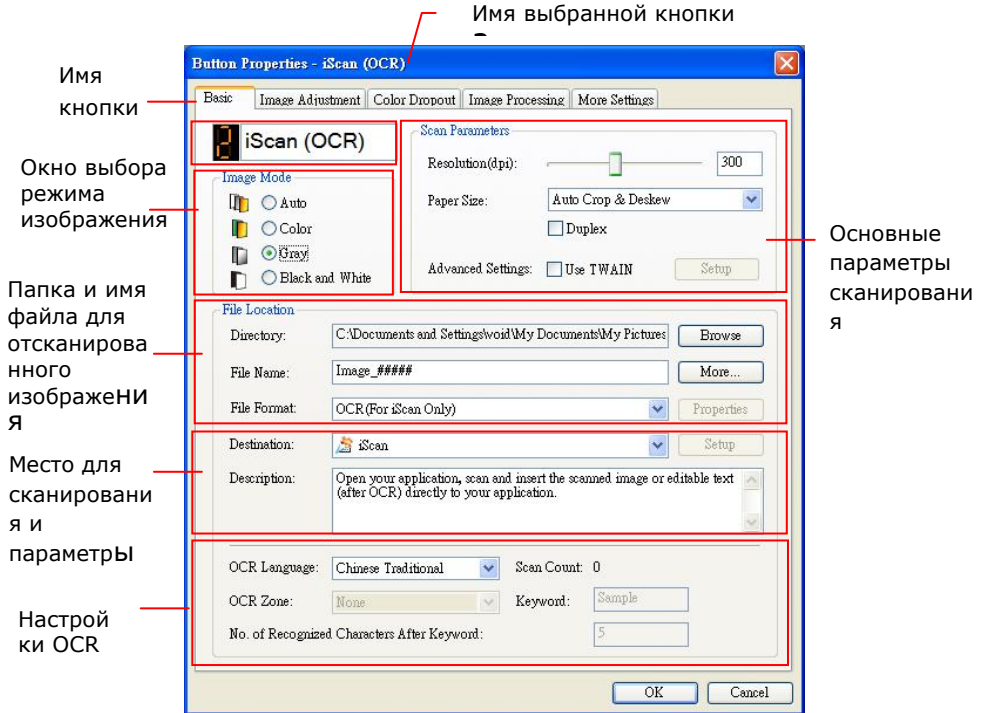 Имя выбранной кнопки
Button Properties - iScan (OCR)
Имя
кнопки
Basic Image Adjustment Color Dropout Image Processing More Settings
2 iScan (OCR)
Scan Parameters
Resolution(dpi): 300
Paper Size: Auto Crop & Deskew
Duplex
Advanced Settings: Use TWAIN Setup
Окно выбора
режима
изображения
Image Mode
Auto
Color
Gray
Black and White
Основные
параметры
сканировани
я
Папка и имя
файла для
отсканирова
нного
изображения
я
File Location
Directory: C:\Documents and Settings\void\My Documents\My Pictures Browse
File Name: Image_##### More...
File Format: OCR(For iScan Only) Properties
Место для
сканировани
я и
параметры
Destination: iScan Setup
Description: Open your application, scan and insert the scanned image or editable text
(after OCR) directly to your application.
Настрой
ки OCR
OCR Language: Chinese Traditional Scan Count: 0
OCR Zone: None Keyword: Sample
No. of Recognized Characters After Keyword: 5
OK Cancel